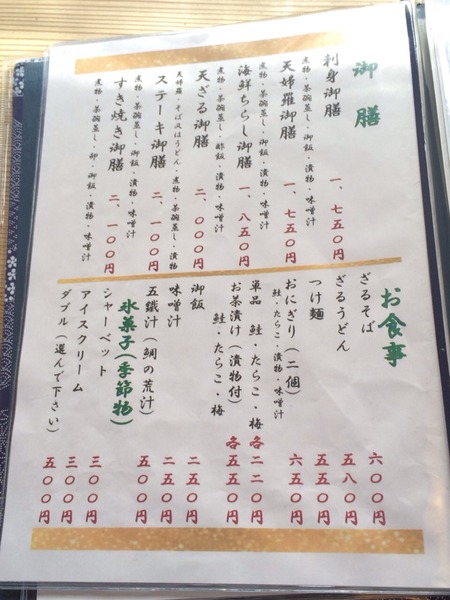 御膳
刺身御膳 一、七五〇円
煮物・茶碗蒸し・御飯・漬物・味噌汁
天婦羅御膳 一、七五〇円
煮物・茶碗蒸し・御飯・漬物・味噌汁
海鮮ちらし御膳 一、八五〇円
煮物・茶碗蒸し・酢飯・漬物・味噌汁
天ざる御膳 二、〇〇〇円
天婦羅・そば又はうどん・煮物・茶碗蒸し・漬物
ステーキ御膳 二、一〇〇円
煮物・茶碗蒸し・御飯・漬物・味噌汁
すき焼き御膳 二、一〇〇円
煮物・茶碗蒸し・卵・御飯・漬物・味噌汁
お食事
ざるそば 六〇〇円
ざるうどん 五八〇円
つけ麺 五五〇円
おにぎり（二個） 六五〇円
鮭・たらこ・漬物・味噌汁
単品 鮭・たらこ・梅 各二二〇円
お茶漬け（漬物付） 各五五〇円
鮭・たらこ・梅
御飯 二五〇円
味噌汁 二五〇円
五鐵汁（鯛の荒汁） 五〇〇円
氷菓子（季節物）
シャーベット 三〇〇円
アイスクリーム 三〇〇円
ダブル（選んで下さい） 五〇〇円